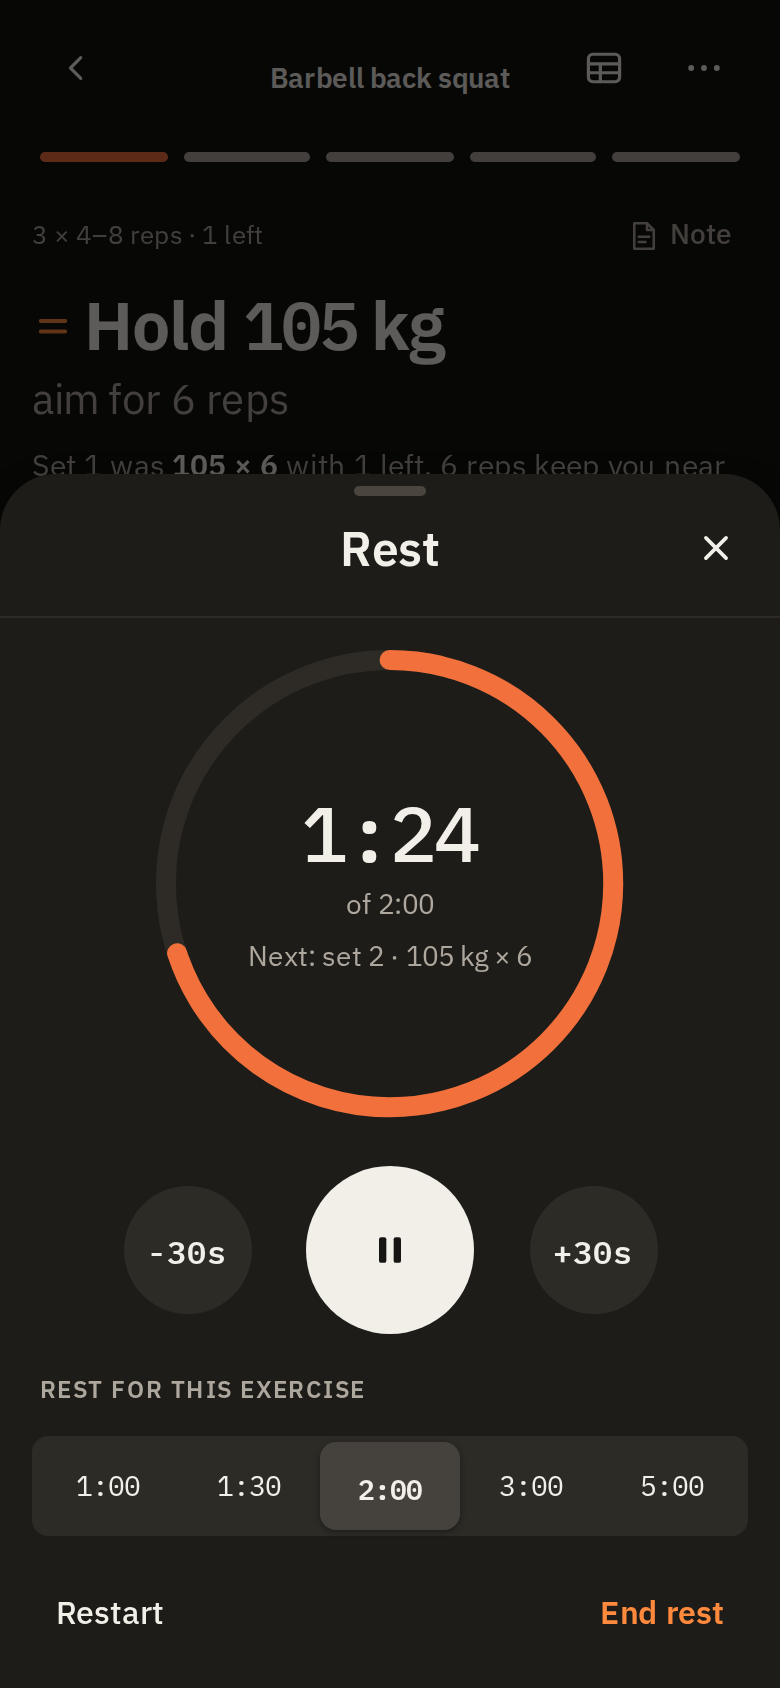 Barbell back squat
3 × 4–8 reps · 1 left
Note
= Hold 105 kg
aim for 6 reps
Set 1 was 105 × 6 with 1 left. 6 reps keep you near
Rest
1:24
of 2:00
Next: set 2 · 105 kg × 6
-30s
+30s
REST FOR THIS EXERCISE
1:00 1:30 2:00 3:00 5:00
Restart
End rest